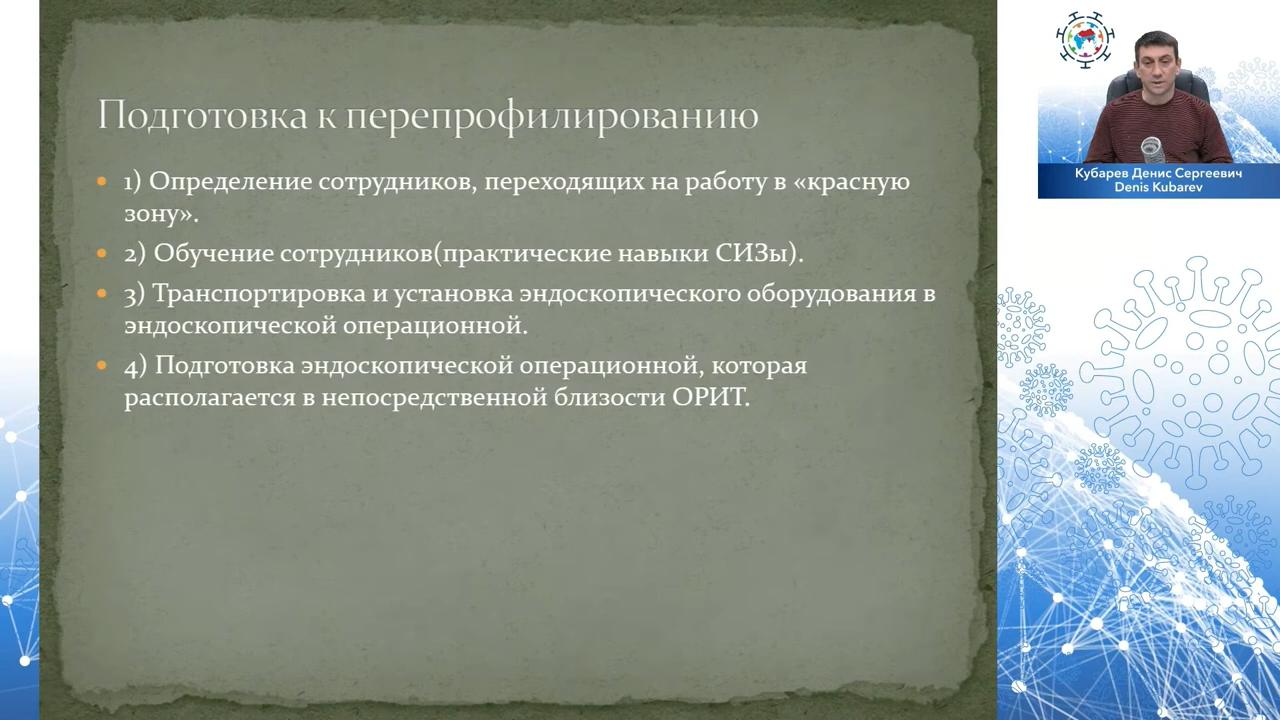 Подготовка к перепрофилированию
1) Определение сотрудников, переходящих на работу в «красную
зону».
2) Обучение сотрудников(практические навыки СИЗы).
3) Транспортировка и установка эндоскопического оборудования в
эндоскопической операционной.
4) Подготовка эндоскопической операционной, которая
располагается в непосредственной близости ОРИТ.
Кубарев Денис Сергеевич
Denis Kubarev